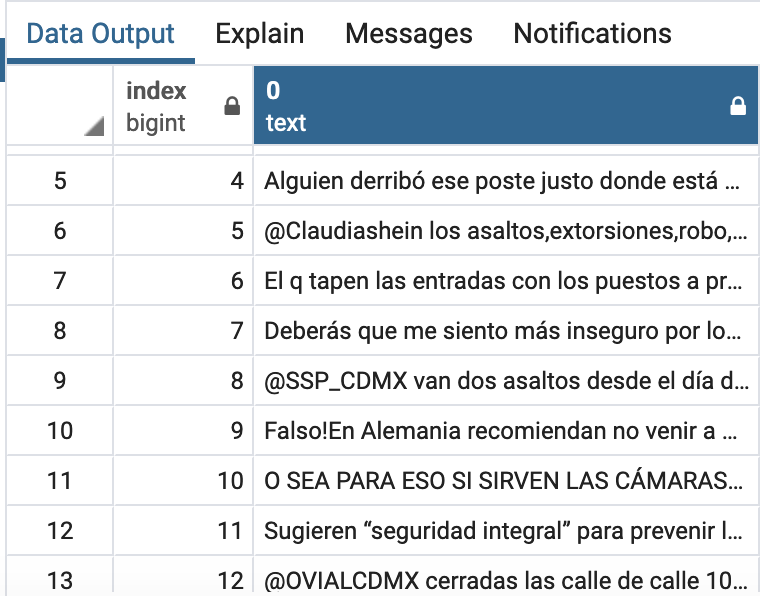 Data Output Explain Messages Notifications
index 0
bigint text
5 4 Alguien derribó ese poste justo donde está ...
6 5 @Claudiashein los asaltos,extorsiones,robo,...
7 6 El q tapen las entradas con los puestos a pr...
8 7 Deberás que me siento más inseguro por lo...
9 8 @SSP_CDMX van dos asaltos desde el día d...
10 9 Falso!En Alemania recomiendan no venir a ...
11 10 O SEA PARA ESO SI SIRVEN LAS CÁMARAS...
12 11 Sugieren “seguridad integral” para prevenir l...
13 12 @OVIALCDMX cerradas las calle de calle 10...